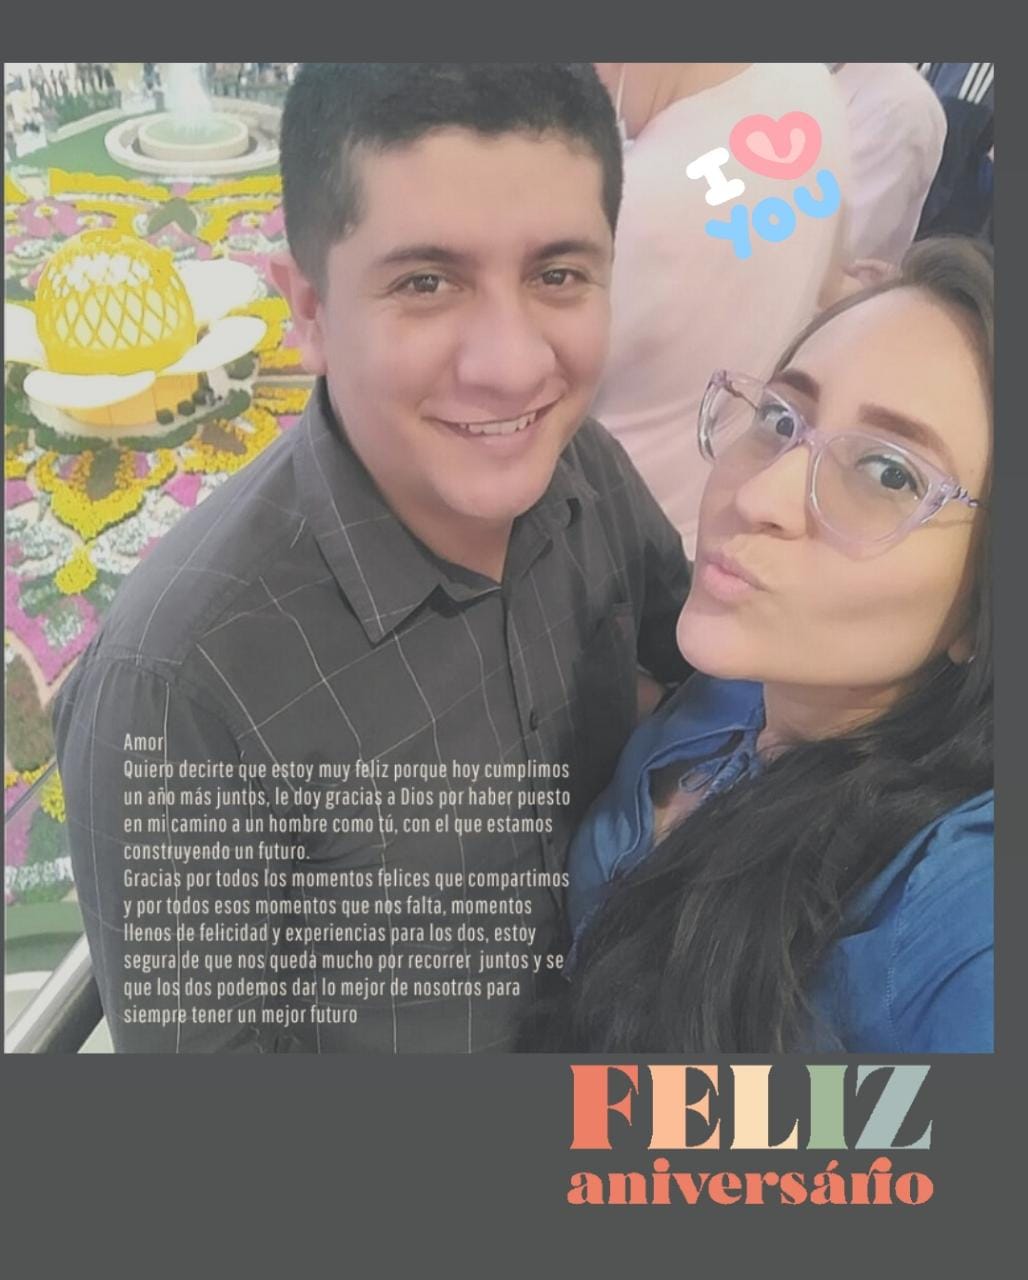 I
YOU
Amor
Quiero decirte que estoy muy feliz porque hoy cumplimos
un año más juntos, le doy gracias a Dios por haber puesto
en mi camino a un hombre como tú, con el que estamos
construyendo un futuro.
Gracias por todos los momentos felices que compartimos
y por todos esos momentos que nos falta, momentos
llenos de felicidad y experiencias para los dos, estoy
segura de que nos queda mucho por recorrer juntos y se
que los dos podemos dar lo mejor de nosotros para
siempre tener un mejor futuro
FELIZ
aniversário